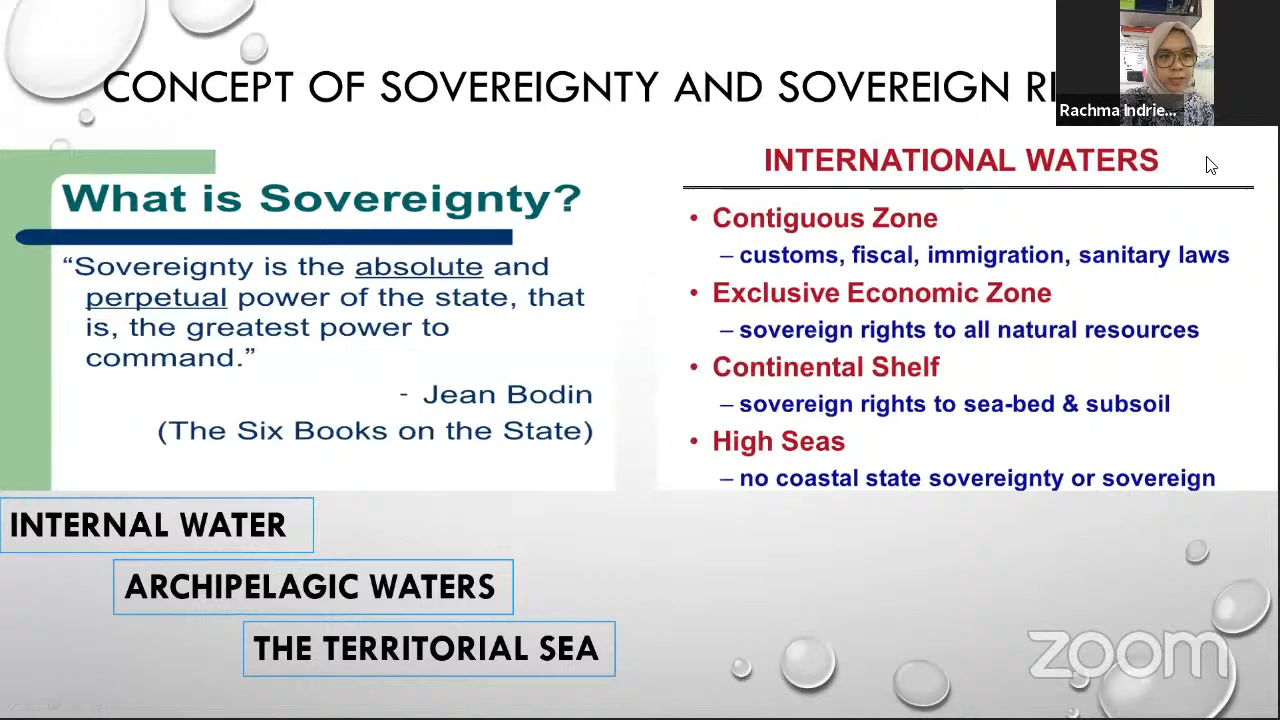 CONCEPT OF SOVEREIGNTY AND SOVEREIGN
Rachma Indrie...
What is Sovereignty?
“Sovereignty is the absolute and
perpetual power of the state, that
is, the greatest power to
command.”
- Jean Bodin
(The Six Books on the State)
INTERNATIONAL WATERS
• Contiguous Zone
– customs, fiscal, immigration, sanitary laws
• Exclusive Economic Zone
– sovereign rights to all natural resources
• Continental Shelf
– sovereign rights to sea-bed & subsoil
• High Seas
– no coastal state sovereignty or sovereign
INTERNAL WATER
ARCHIPELAGIC WATERS
THE TERRITORIAL SEA
zoom